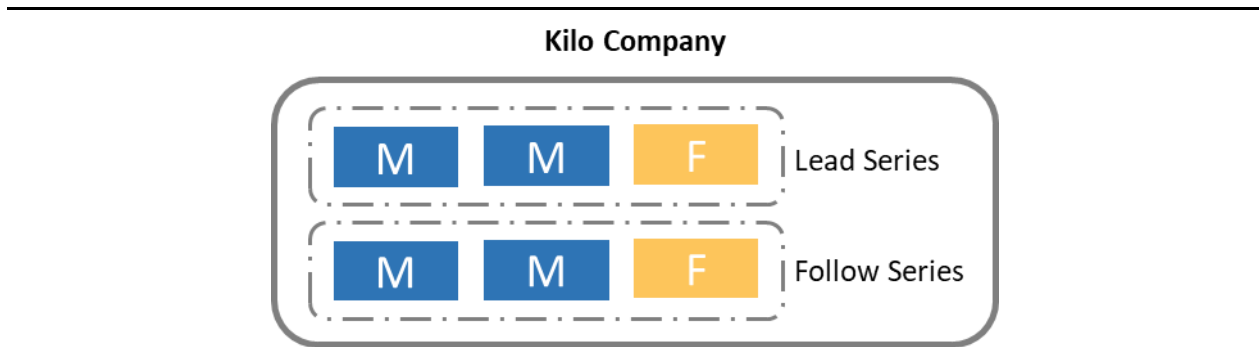 Kilo Company
M M F Lead Series
M M F Follow Series